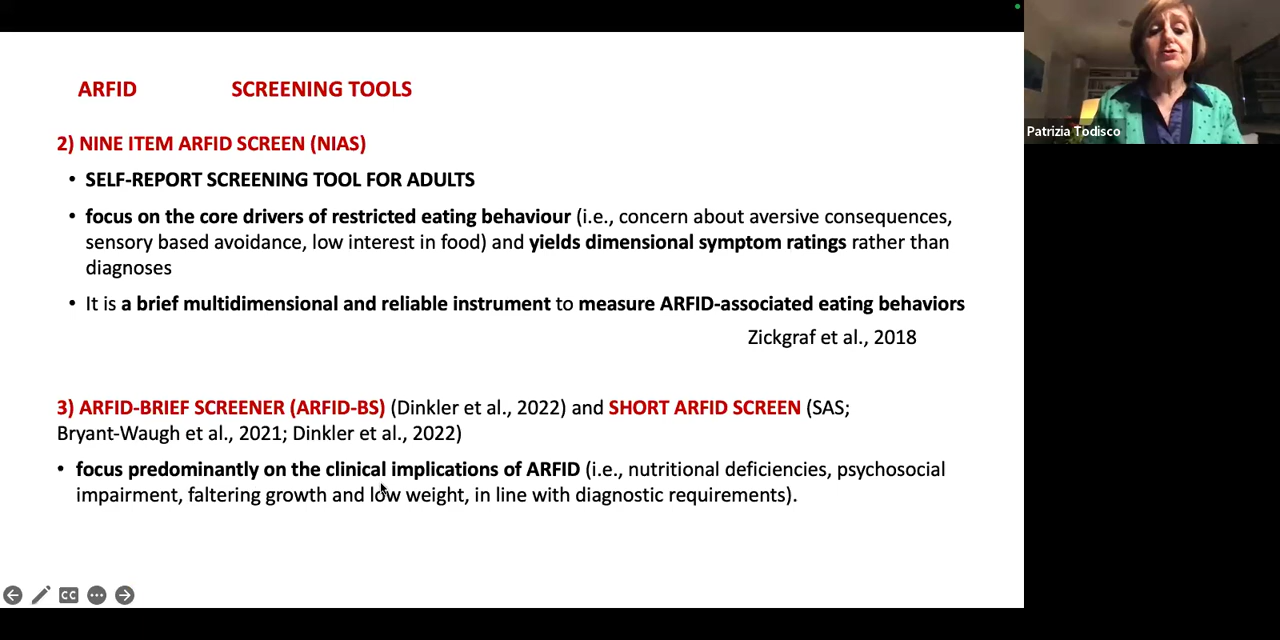 ARFID SCREENING TOOLS
2) NINE ITEM ARFID SCREEN (NIAS)
• SELF-REPORT SCREENING TOOL FOR ADULTS
• focus on the core drivers of restricted eating behaviour (i.e., concern about aversive consequences,
sensory based avoidance, low interest in food) and yields dimensional symptom ratings rather than
diagnoses
• It is a brief multidimensional and reliable instrument to measure ARFID-associated eating behaviors
Zickgraf et al., 2018
3) ARFID-BRIEF SCREENER (ARFID-BS) (Dinkler et al., 2022) and SHORT ARFID SCREEN (SAS;
Bryant-Waugh et al., 2021; Dinkler et al., 2022)
• focus predominantly on the clinical implications of ARFID (i.e., nutritional deficiencies, psychosocial
impairment, faltering growth and low weight, in line with diagnostic requirements).
Patrizia Todisco
CC